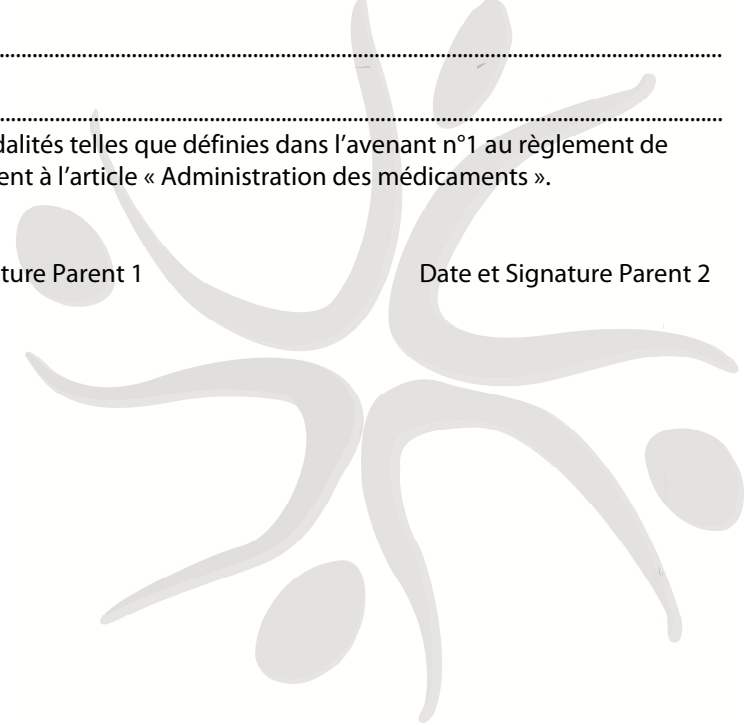 dalités telles que définies dans l’avenant n°1 au règlement de
ent à l’article « Administration des médicaments ».
ture Parent 1 Date et Signature Parent 2